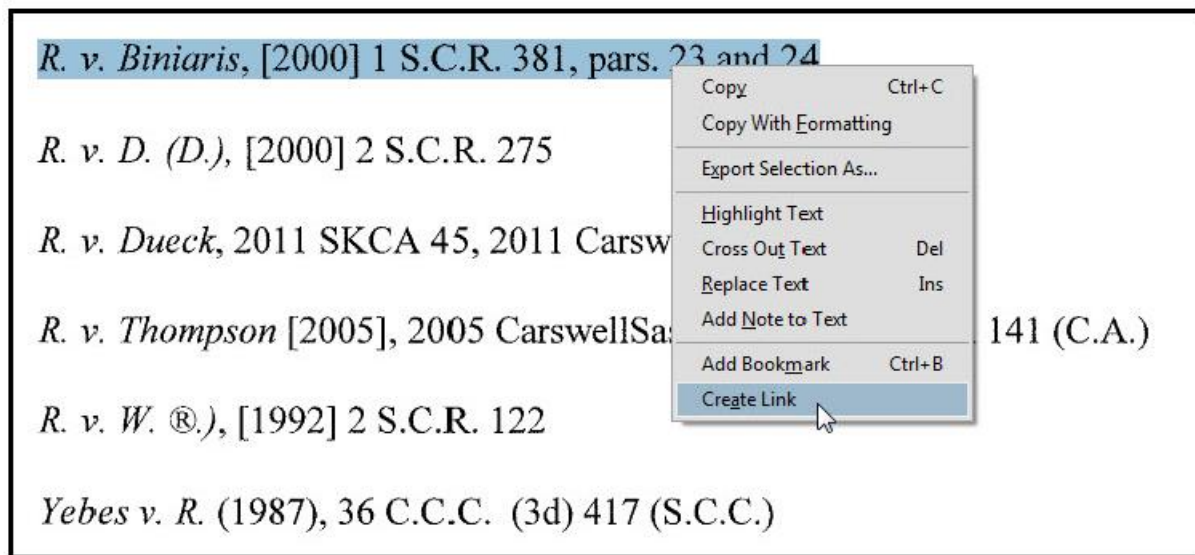 R. v. Biniaris, [2000] 1 S.C.R. 381, pars. 23 and 24
R. v. D. (D.), [2000] 2 S.C.R. 275
R. v. Dueck, 2011 SKCA 45, 2011 Carsw
R. v. Thompson [2005], 2005 CarswellSas 141 (C.A.)
R. v. W. ®.), [1992] 2 S.C.R. 122
Yebes v. R. (1987), 36 C.C.C. (3d) 417 (S.C.C.)
Copy Ctrl+C
Copy With Formatting
Export Selection As...
Highlight Text
Cross Out Text Del
Replace Text Ins
Add Note to Text
Add Bookmark Ctrl+B
Create Link